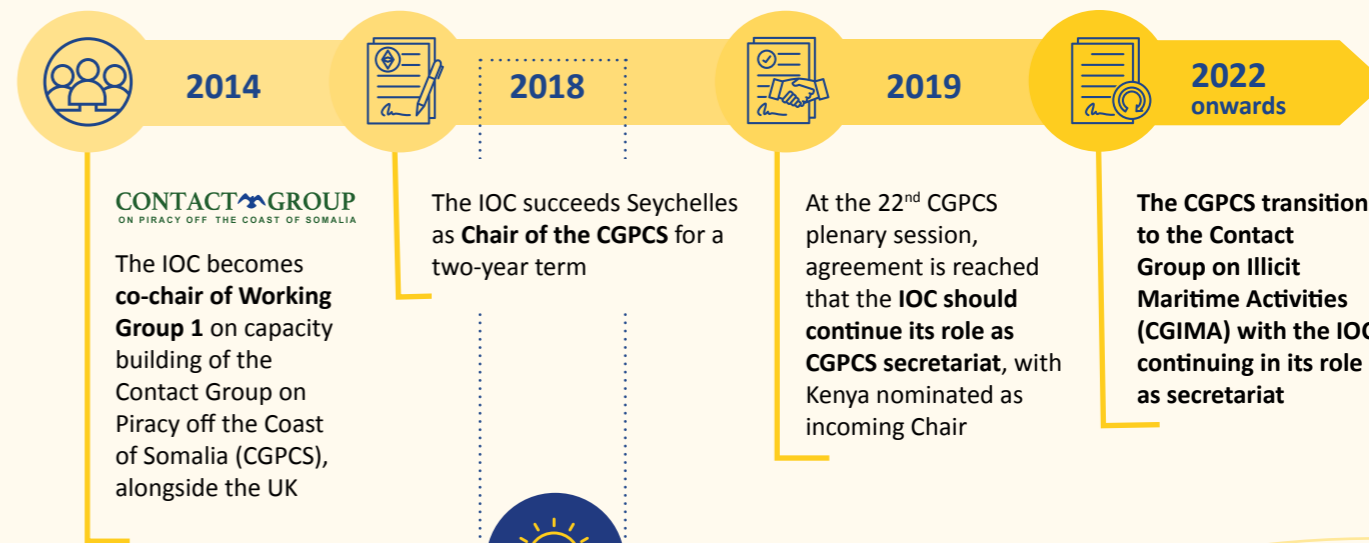 2014
2018
2019
2022
onwards
CONTACT GROUP
ON PIRACY OFF THE COAST OF SOMALIA
The IOC becomes
co-chair of Working
Group 1 on capacity
building of the
Contact Group on
Piracy off the Coast
of Somalia (CGPCS),
alongside the UK
The IOC succeeds Seychelles
as Chair of the CGPCS for a
two-year term
At the 22nd CGPCS
plenary session,
agreement is reached
that the IOC should
continue its role as
CGPCS secretariat, with
Kenya nominated as
incoming Chair
The CGPCS transition
to the Contact
Group on Illicit
Maritime Activities
(CGIMA) with the IOC
continuing in its role
as secretariat